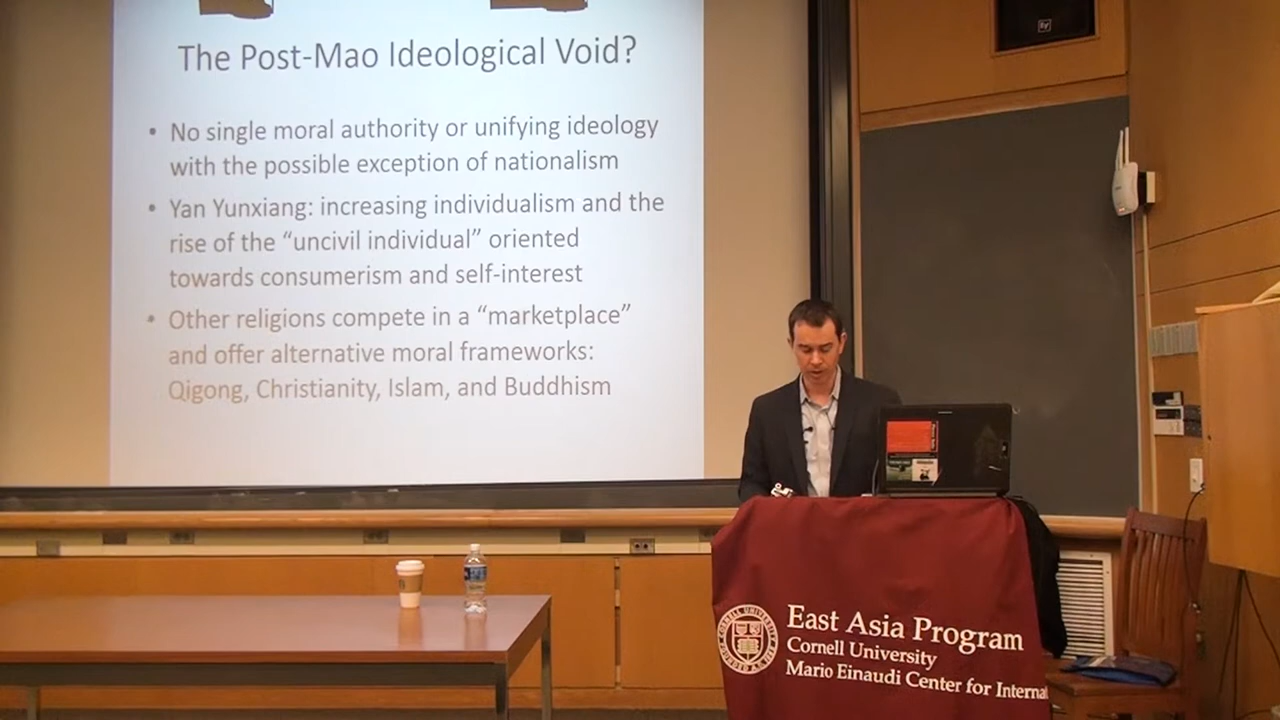 The Post-Mao Ideological Void?
• No single moral authority or unifying ideology
with the possible exception of nationalism
• Yan Yunxiang: increasing individualism and the
rise of the “uncivil individual” oriented
towards consumerism and self-interest
• Other religions compete in a “marketplace”
and offer alternative moral frameworks:
Qigong, Christianity, Islam, and Buddhism
East Asia Program
Cornell University
Mario Einaudi Center for Interna
CORNELL UNIVERSITY